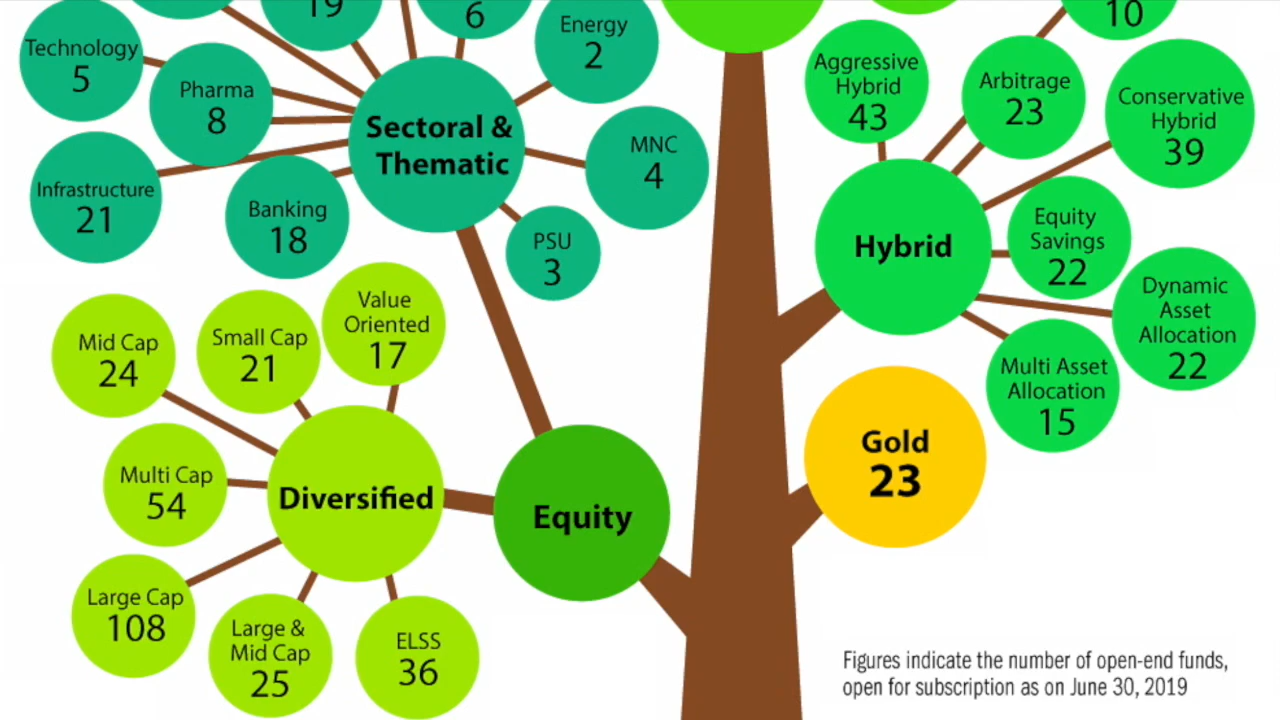 19
6
Energy
2
10
Technology
5
Pharma
8
Sectoral &
Thematic
MNC
4
Infrastructure
21
Banking
18
PSU
3
Aggressive
Hybrid
43
Arbitrage
23
Conservative
Hybrid
39
Hybrid
Equity
Savings
22
Dynamic
Asset
Allocation
22
Multi Asset
Allocation
15
Gold
23
Mid Cap
24
Small Cap
21
Value
Oriented
17
Multi Cap
54
Diversified
Equity
Large Cap
108
Large &
Mid Cap
25
ELSS
36
Figures indicate the number of open-end funds,
open for subscription as on June 30, 2019